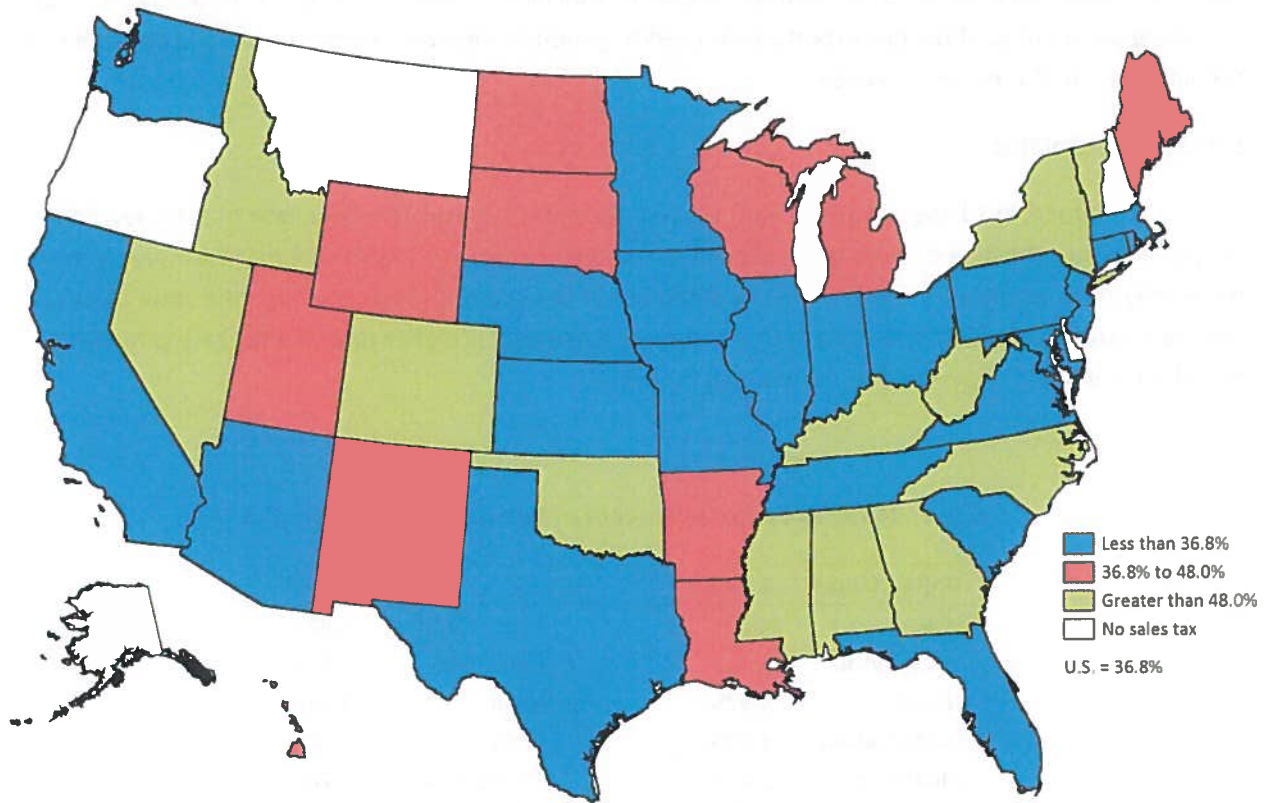 Less than 36.8%
36.8% to 48.0%
Greater than 48.0%
No sales tax
U.S. = 36.8%